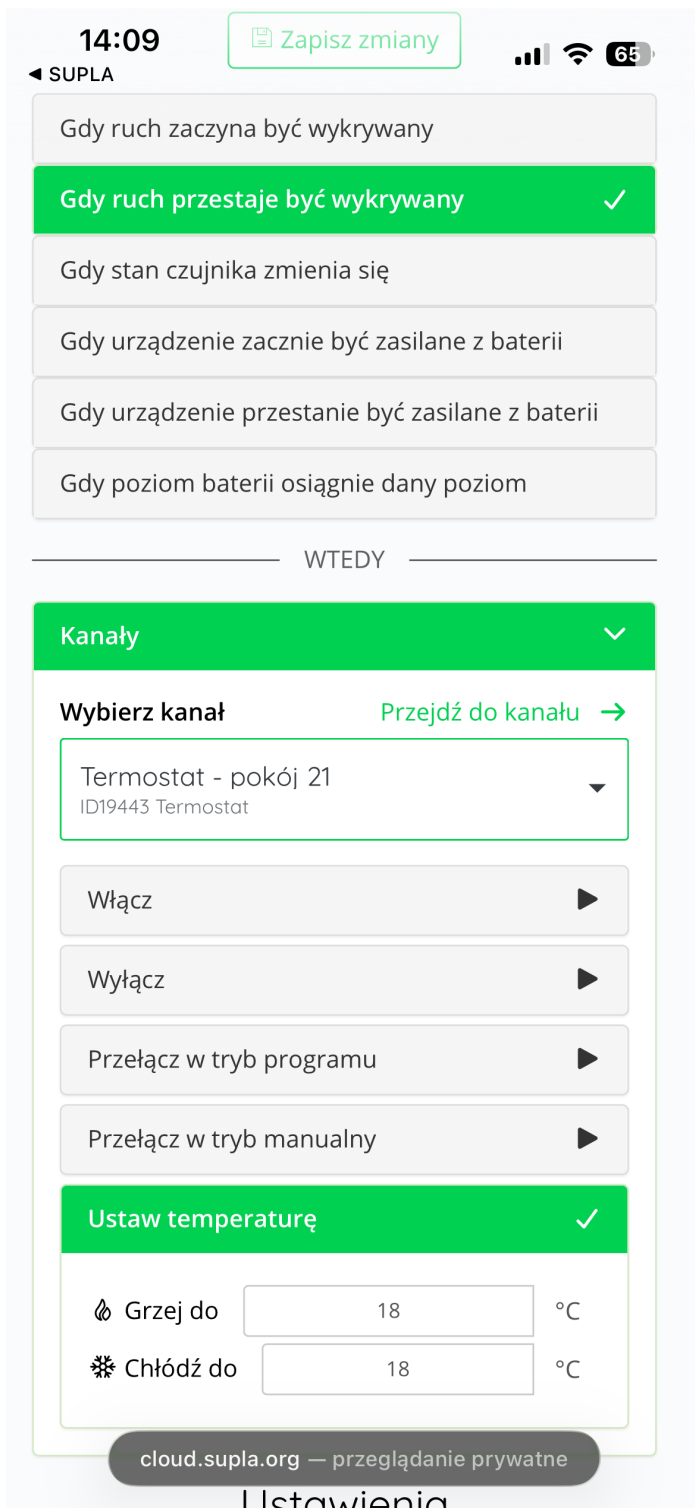 14:09
Zapisz zmiany
65
◀ SUPLA
Gdy ruch zaczyna być wykrywany
Gdy ruch przestaje być wykrywany
Gdy stan czujnika zmienia się
Gdy urządzenie zacznie być zasilane z baterii
Gdy urządzenie przestanie być zasilane z baterii
Gdy poziom baterii osiągnie dany poziom
WTEDY
Kanały
Wybierz kanał
Przejdź do kanału →
Termostat - pokój 21
ID19443 Termostat
Włącz
Wyłącz
Przełącz w tryb programu
Przełącz w tryb manualny
Ustaw temperaturę
Grzej do 18 °C
Chłódź do 18 °C
cloud.supla.org — przeglądanie prywatne
Ustawienia